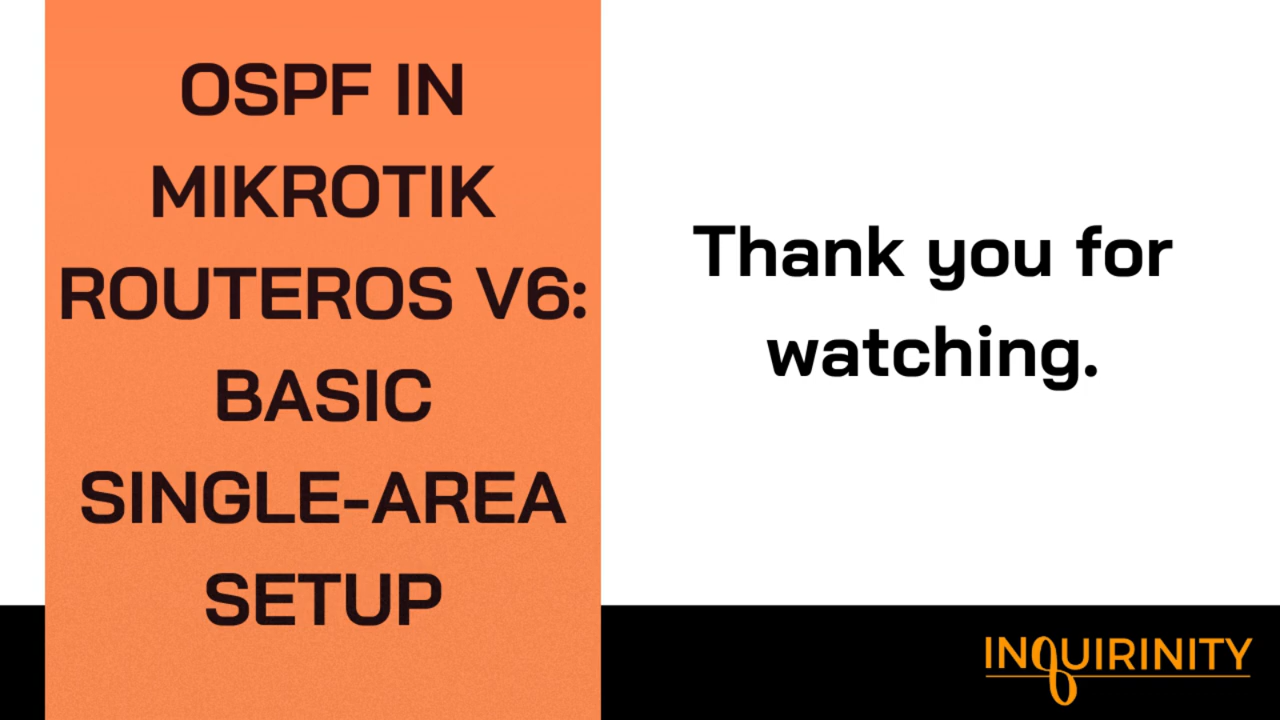 OSPF IN
MIKROTIK
ROUTEROS V6:
BASIC
SINGLE-AREA
SETUP
Thank you for
watching.
INQUIRINITY